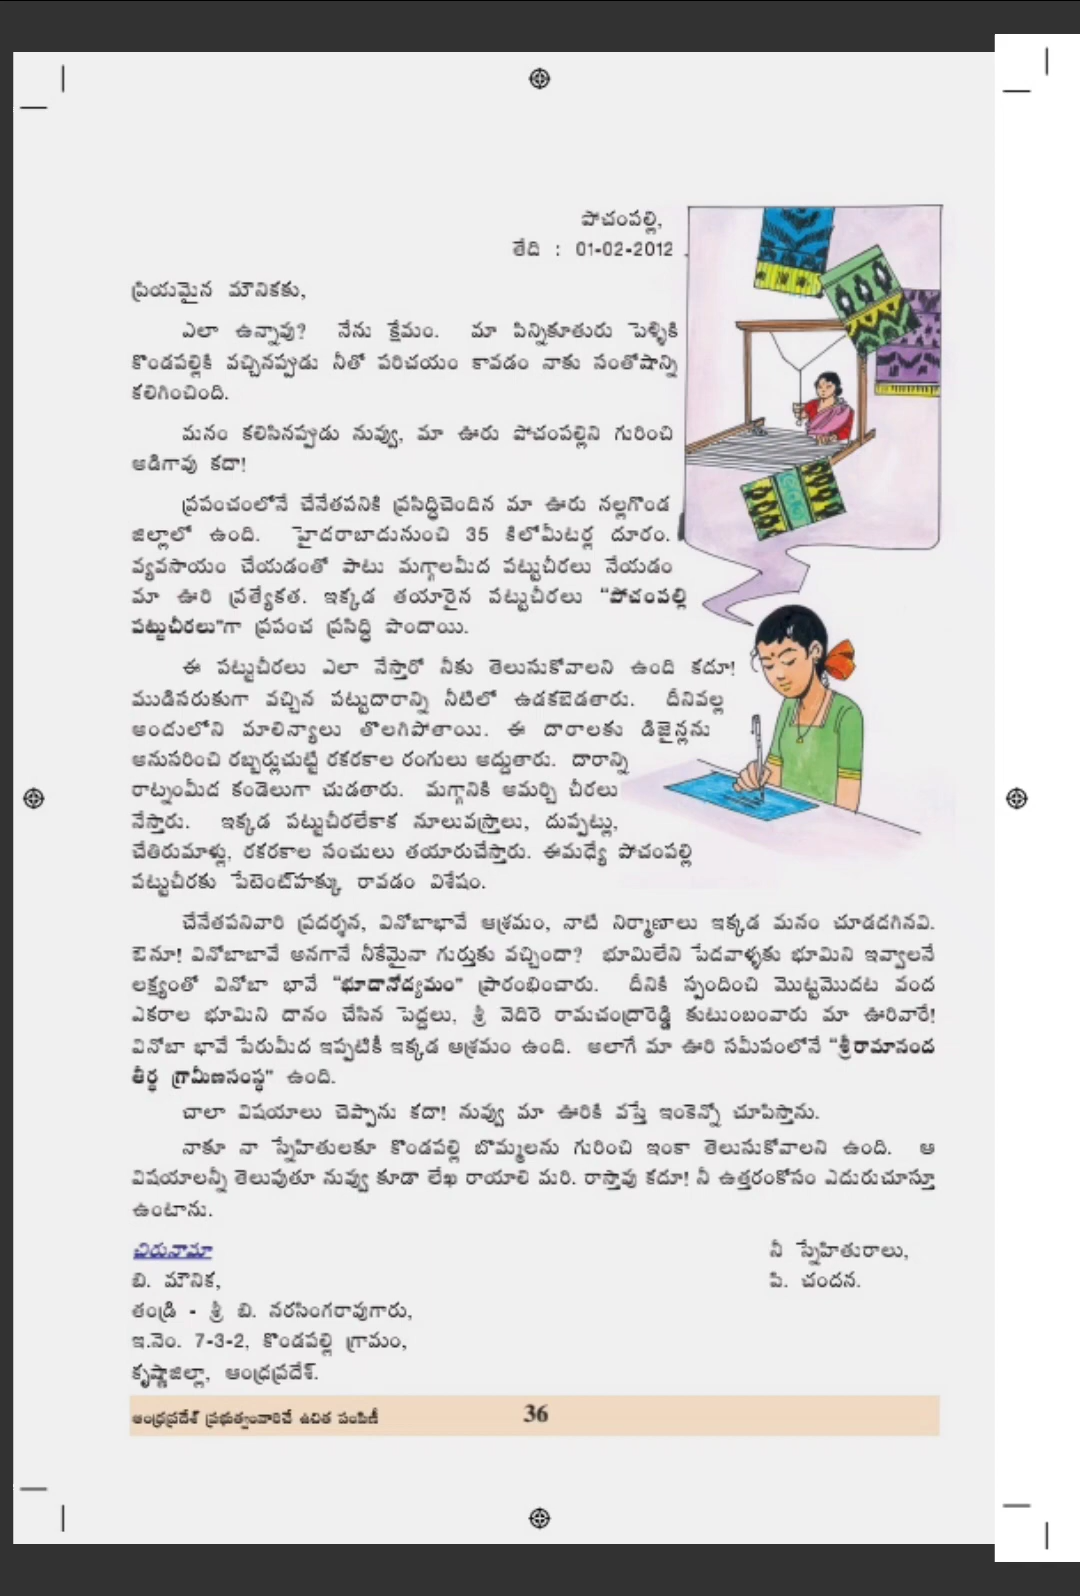 పోచంపల్లి,
తేది : 01-02-2012 .
ప్రియమైన మౌనికకు,
ఎలా ఉన్నావు? నేను క్షేమం. మా పిన్నికూతురు పెళ్ళికి
కొండపల్లికి వచ్చినప్పుడు నీతో పరిచయం కావడం నాకు సంతోషాన్ని
కలిగించింది.
మనం కలిసినప్పుడు నువ్వు, మా ఊరు పోచంపల్లిని గురించి
అడిగావు కదా!
ప్రపంచంలోనే చేనేతపనికి ప్రసిద్ధిచెందిన మా ఊరు నల్లగొండ
జిల్లాలో ఉంది. హైదరాబాదునుంచి 35 కిలోమీటర్ల దూరం.
వ్యవసాయం చేయడంతో పాటు మగ్గాలమీద పట్టుచీరలు నేయడం
మా ఊరి ప్రత్యేకత. ఇక్కడ తయారైన పట్టుచీరలు “పోచంపల్లి
పట్టుచీరలు”గా ప్రపంచ ప్రసిద్ధి పొందాయి.
ఈ పట్టుచీరలు ఎలా నేస్తారో నీకు తెలుసుకోవాలని ఉంది కదూ!
ముడిసరుకుగా వచ్చిన పట్టుదారాన్ని నీటిలో ఉడకబెడతారు. దీనివల్ల
అందులోని మాలిన్యాలు తొలగిపోతాయి. ఈ దారాలకు డిజైన్లను
అనుసరించి రబ్బర్లుచుట్టి రకరకాల రంగులు అద్దుతారు. దారాన్ని
రాట్నంమీద కండెలుగా చుడతారు. మగ్గానికి అమర్చి చీరలు
నేస్తారు. ఇక్కడ పట్టుచీరలేకాక నూలువస్త్రాలు, దుప్పట్లు,
చేతిరుమాళ్లు, రకరకాల సంచులు తయారుచేస్తారు. ఈమధ్యే పోచంపల్లి
పట్టుచీరకు పేటెంట్‌హక్కు రావడం విశేషం.
చేనేతపనివారి ప్రదర్శన, వినోబాభావే ఆశ్రమం, నాటి నిర్మాణాలు ఇక్కడ మనం చూడదగినవి.
ఔనూ! వినోబాబావే అనగానే నీకేమైనా గుర్తుకు వచ్చిందా? భూమిలేని పేదవాళ్ళకు భూమిని ఇవ్వాలనే
లక్ష్యంతో వినోబా భావే “భూదానోద్యమం” ప్రారంభించారు. దీనికి స్పందించి మొట్టమొదట వంద
ఎకరాల భూమిని దానం చేసిన పెద్దలు, శ్రీ వెదిరె రామచంద్రారెడ్డి కుటుంబంవారు మా ఊరివారే!
వినోబా భావే పేరుమీద ఇప్పటికీ ఇక్కడ ఆశ్రమం ఉంది. అలాగే మా ఊరి సమీపంలోనే “శ్రీరామానంద
తీర్థ గ్రామీణసంస్థ” ఉంది.
చాలా విషయాలు చెప్పాను కదా! నువ్వు మా ఊరికి వస్తే ఇంకెన్నో చూపిస్తాను.
నాకూ నా స్నేహితులకూ కొండపల్లి బొమ్మలను గురించి ఇంకా తెలుసుకోవాలని ఉంది. ఆ
విషయాలన్నీ తెలుపుతూ నువ్వు కూడా లేఖ రాయాలి మరి. రాస్తావు కదూ! నీ ఉత్తరంకోసం ఎదురుచూస్తూ
ఉంటాను.
నీ స్నేహితురాలు,
పి. చందన.
చిరునామా
బి. మౌనిక,
తండ్రి - శ్రీ బి. నరసింగరావుగారు,
ఇ.నెం. 7-3-2, కొండపల్లి గ్రామం,
కృష్ణాజిల్లా, ఆంధ్రప్రదేశ్.
ఆంధ్రప్రదేశ్ ప్రభుత్వంవారిచే ఉచిత పంపిణీ 36